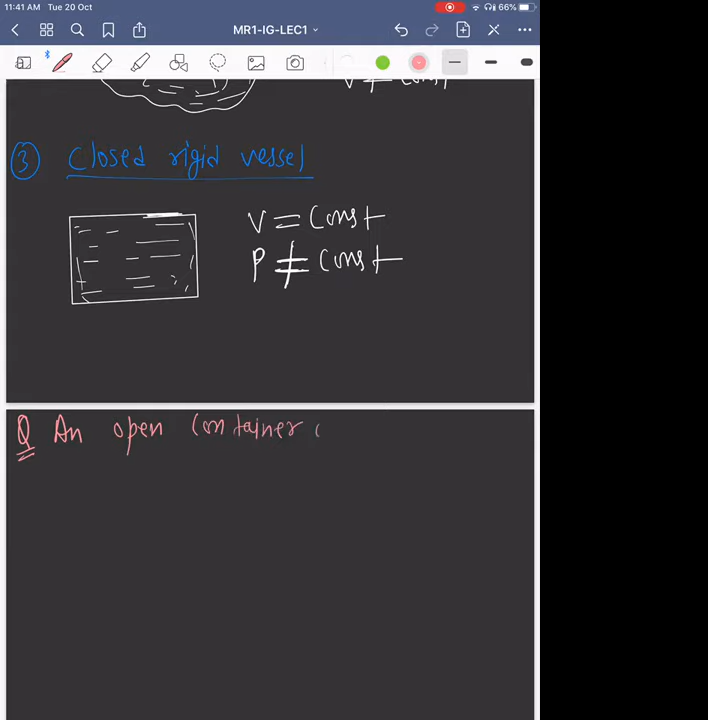 11:41 AM Tue 20 Oct
66%
MR1-IG-LEC1
③ Closed rigid vessel
V = Const
P ≠ Const
Q An open container